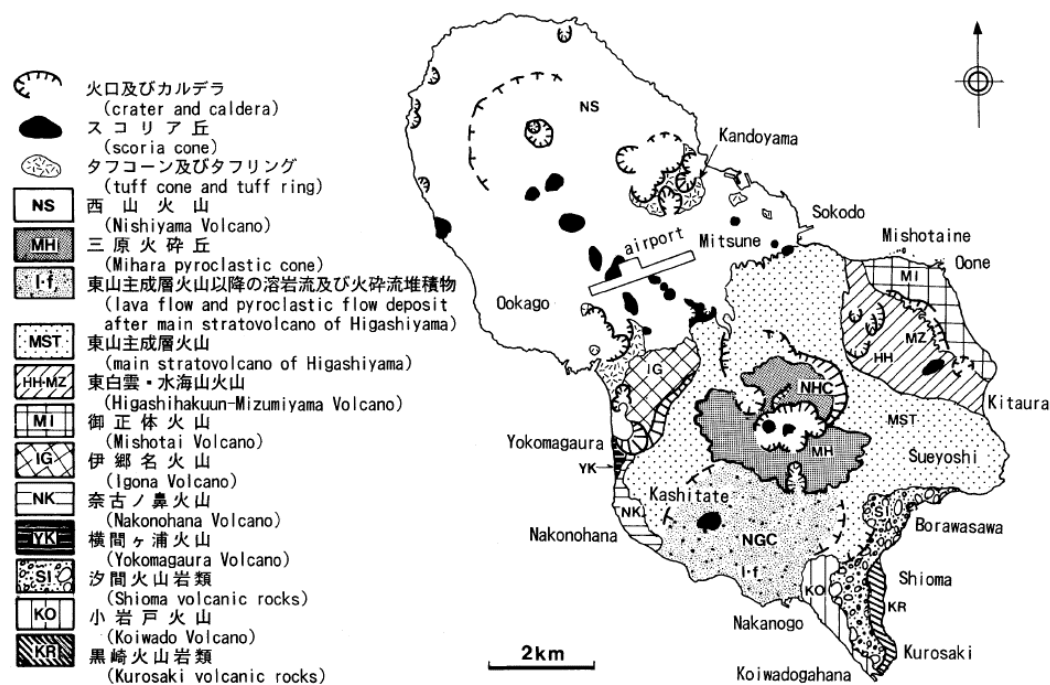 火口及びカルデラ
(crater and caldera)
スコリア丘
(scoria cone)
タフコーン及びタフリング
(tuff cone and tuff ring)
NS
西山火山
(Nishiyama Volcano)
MH
三原火砕丘
(Mihara pyroclastic cone)
I·f
東山主成層火山以降の溶岩流及び火砕流堆積物
(lava flow and pyroclastic flow deposit
after main stratovolcano of Higashiyama)
MST
東山主成層火山
(main stratovolcano of Higashiyama)
HH·MZ
東白雲・水海山火山
(Higashihakuun-Mizumiyama Volcano)
MI
御正体火山
(Mishotai Volcano)
IG
伊郷名火山
(Igona Volcano)
NK
奈古ノ鼻火山
(Nakonohana Volcano)
YK
横間ヶ浦火山
(Yokomagaura Volcano)
SI
汐間火山岩類
(Shioma volcanic rocks)
KO
小岩戸火山
(Koiwado Volcano)
KR
黒崎火山岩類
(Kurosaki volcanic rocks)
NS
Kandoyama
Sokodo
airport
Mitsune
Mishotaine
Oone
MI
Ookago
MZ
HH
IG
NHC
Kitaura
MST
Yokomagaura
YK
MH
Sueyoshi
Kashitate
NK
SI
Nakonohana
Borawasawa
NGC
I·f
Shioma
KO
KR
Nakanogo
Kurosaki
2km
Koiwadogahana